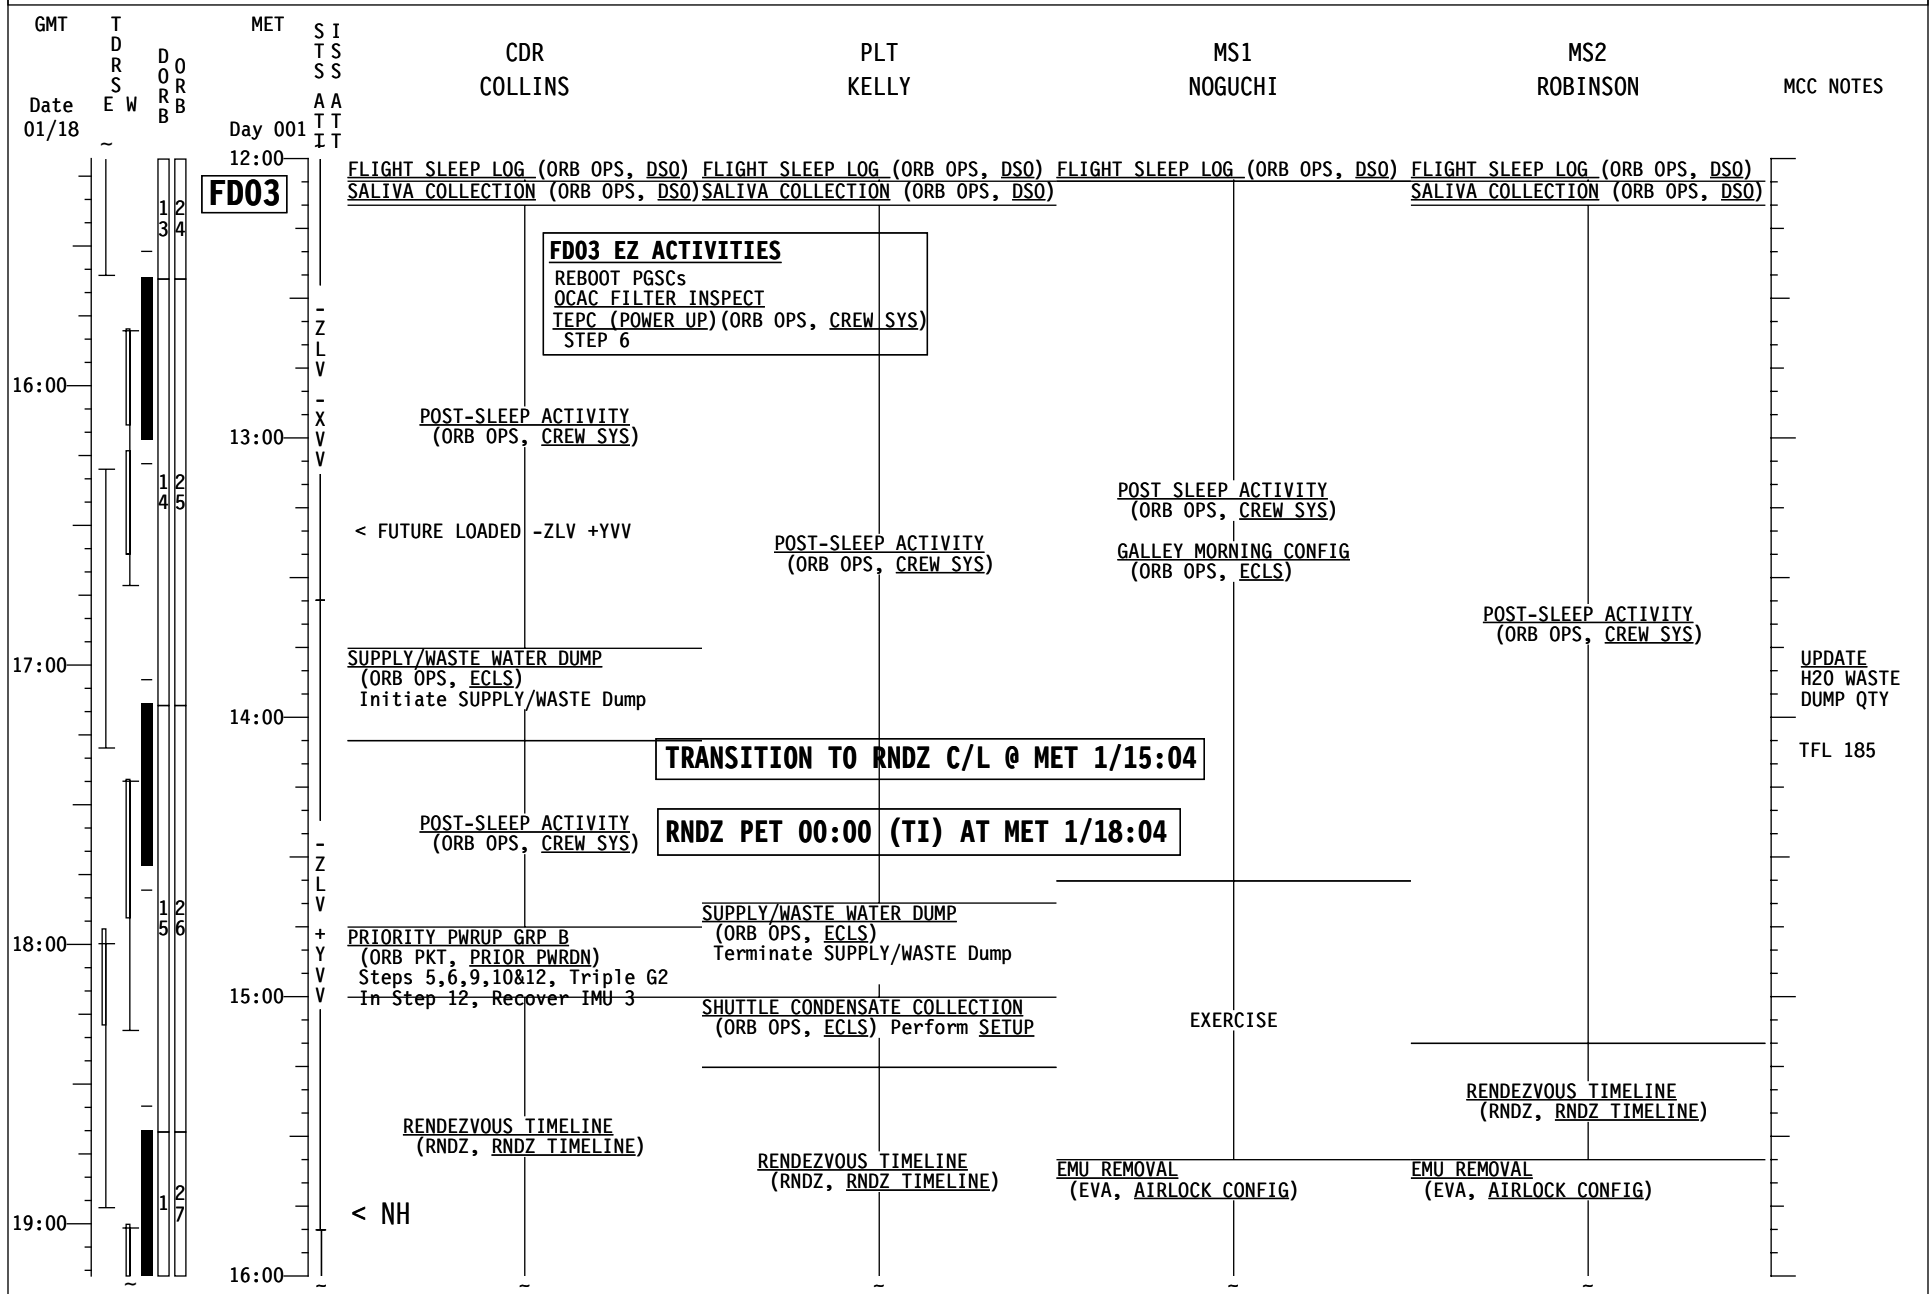 GMT
TDRS
E W
DORB
ORB
MET
STS ATT
ISS ATT
CDR
COLLINS
PLT
KELLY
MS1
NOGUCHI
MS2
ROBINSON
MCC NOTES
Date
01/18
Day 001
12:00
FD03
FLIGHT SLEEP LOG (ORB OPS, DSO)
SALIVA COLLECTION (ORB OPS, DSO)
FLIGHT SLEEP LOG (ORB OPS, DSO)
SALIVA COLLECTION (ORB OPS, DSO)
FLIGHT SLEEP LOG (ORB OPS, DSO)
FLIGHT SLEEP LOG (ORB OPS, DSO)
SALIVA COLLECTION (ORB OPS, DSO)
13
24
FD03 EZ ACTIVITIES
REBOOT PGSCs
OCAC FILTER INSPECT
TEPC (POWER UP)(ORB OPS, CREW SYS)
STEP 6
-ZLV
-XVV
16:00
13:00
POST-SLEEP ACTIVITY
(ORB OPS, CREW SYS)
14
25
POST SLEEP ACTIVITY
(ORB OPS, CREW SYS)
< FUTURE LOADED -ZLV +YVV
POST-SLEEP ACTIVITY
(ORB OPS, CREW SYS)
GALLEY MORNING CONFIG
(ORB OPS, ECLS)
POST-SLEEP ACTIVITY
(ORB OPS, CREW SYS)
17:00
SUPPLY/WASTE WATER DUMP
(ORB OPS, ECLS)
Initiate SUPPLY/WASTE Dump
UPDATE
H2O WASTE
DUMP QTY
14:00
TRANSITION TO RNDZ C/L @ MET 1/15:04
TFL 185
POST-SLEEP ACTIVITY
(ORB OPS, CREW SYS)
RNDZ PET 00:00 (TI) AT MET 1/18:04
-ZLV
+YVV
15
26
18:00
PRIORITY PWRUP GRP B
(ORB PKT, PRIOR PWRDN)
Steps 5,6,9,10&12, Triple G2
In Step 12, Recover IMU 3
SUPPLY/WASTE WATER DUMP
(ORB OPS, ECLS)
Terminate SUPPLY/WASTE Dump
15:00
SHUTTLE CONDENSATE COLLECTION
(ORB OPS, ECLS) Perform SETUP
EXERCISE
RENDEZVOUS TIMELINE
(RNDZ, RNDZ TIMELINE)
RENDEZVOUS TIMELINE
(RNDZ, RNDZ TIMELINE)
RENDEZVOUS TIMELINE
(RNDZ, RNDZ TIMELINE)
EMU REMOVAL
(EVA, AIRLOCK CONFIG)
EMU REMOVAL
(EVA, AIRLOCK CONFIG)
1
27
19:00
< NH
16:00